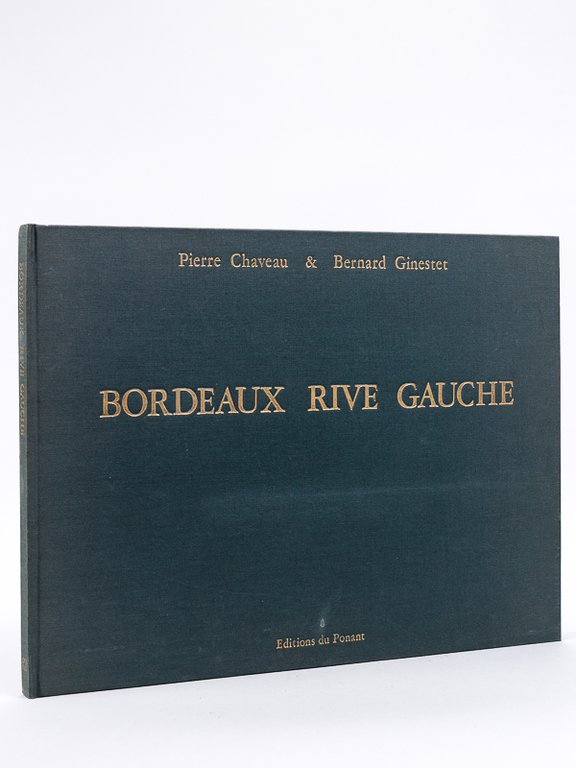 Pierre Chaveau & Bernard Ginestet
BORDEAUX RIVE GAUCHE
Editions du Ponant
BORDEAUX RIVE GAUCHE